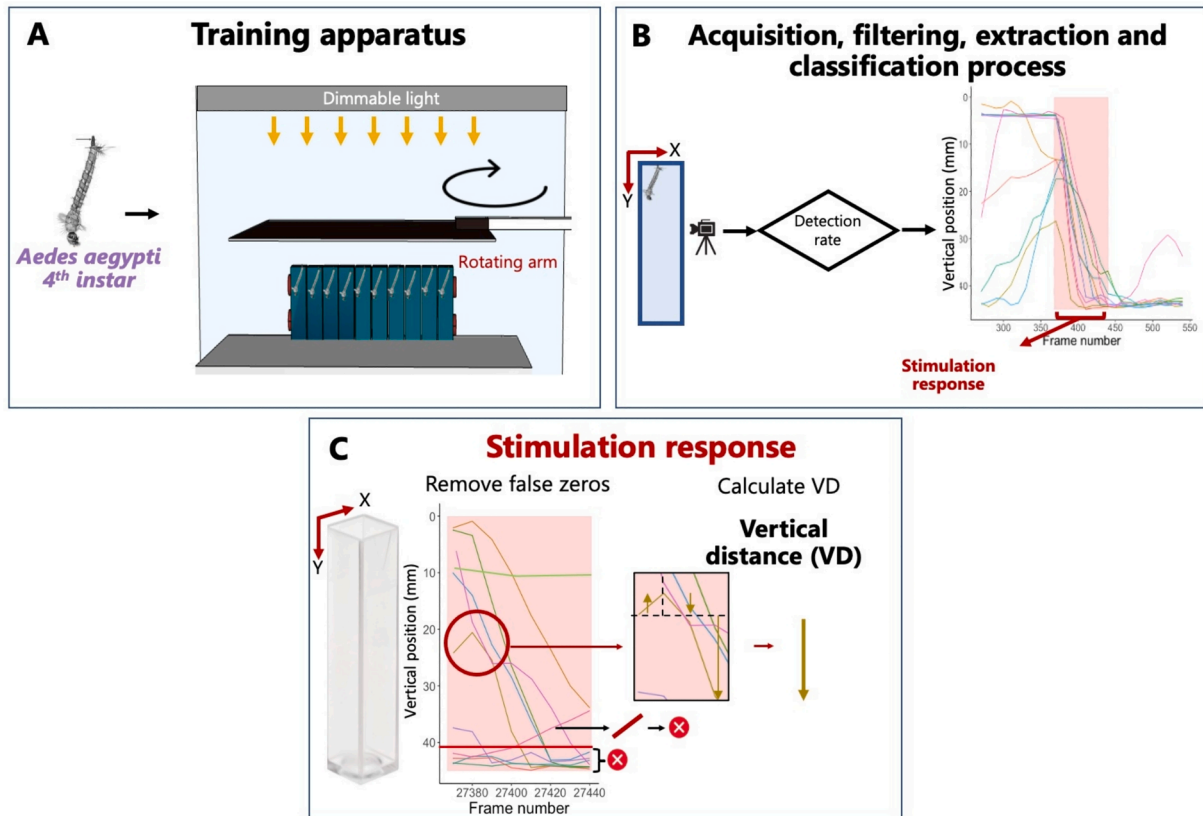 A
Training apparatus
Dimmable light
Rotating arm
Aedes aegypti
4th instar
B
Acquisition, filtering, extraction and
classification process
X
Y
Detection
rate
Vertical position (mm)
0
10
20
30
40
300
350
400
450
500
550
Frame number
Stimulation
response
C
Stimulation response
Remove false zeros
Calculate VD
X
Y
Vertical
distance (VD)
Vertical position (mm)
0
10
20
30
40
27380
27400
27420
27440
Frame number